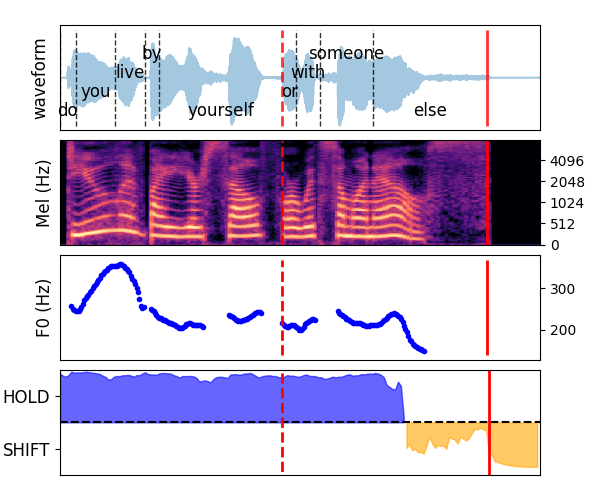 waveform
do you live by yourself or with someone else
Mel (Hz)
4096
2048
1024
512
0
F0 (Hz)
300
200
HOLD
SHIFT